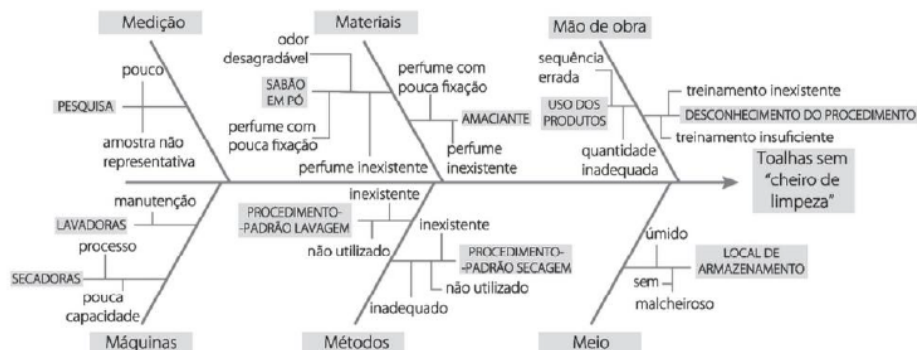 Medição
Materiais
Mão de obra
pouco
PESQUISA
amostra não
representativa
odor
desagradável
SABÃO
EM PÓ
perfume com
pouca fixação
perfume inexistente
perfume com
pouca fixação
AMACIANTE
perfume
inexistente
sequência
errada
USO DOS
PRODUTOS
quantidade
inadequada
treinamento inexistente
DESCONHECIMENTO DO PROCEDIMENTO
treinamento insuficiente
Toalhas sem
"cheiro de
limpeza"
manutenção
LAVADORAS
processo
SECADORAS
pouca
capacidade
inexistente
PROCEDIMENTO-
-PADRÃO LAVAGEM
não utilizado
inexistente
PROCEDIMENTO-
-PADRÃO SECAGEM
não utilizado
inadequado
úmido
LOCAL DE
ARMAZENAMENTO
sem
malcheiroso
Máquinas
Métodos
Meio